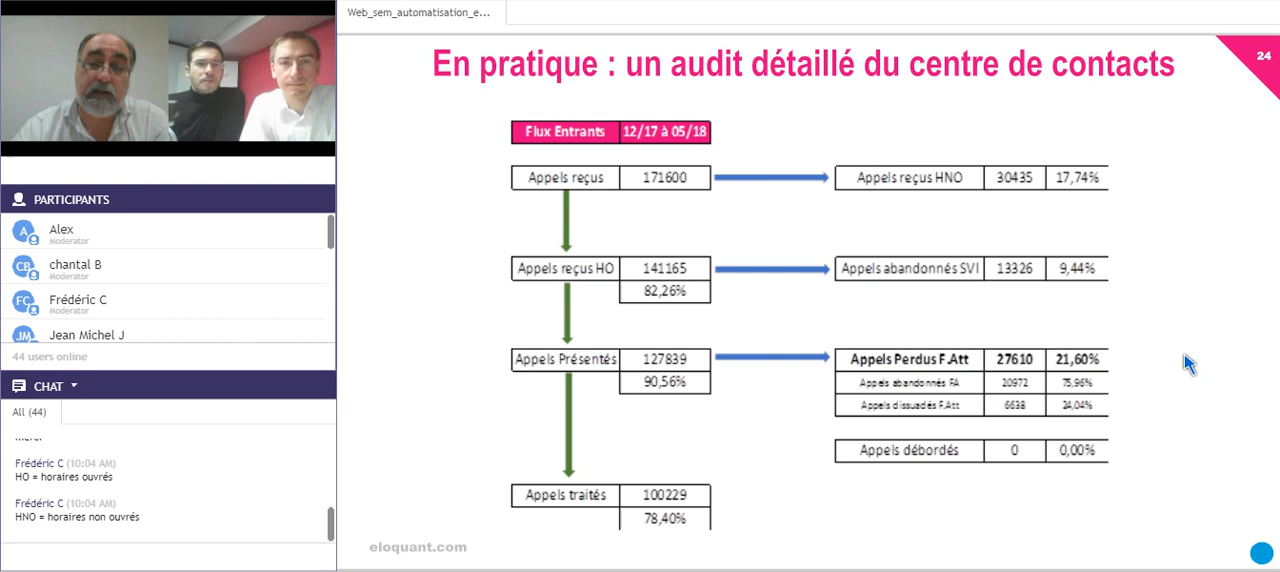 Web_sem_automatisation_e...
PARTICIPANTS
A
Alex
Moderator
CB
chantal B
Moderator
FC
Frédéric C
Moderator
JM
Jean Michel J
44 users online
CHAT
All (44)
Frédéric C (10:04 AM)
HO = horaires ouvrés
Frédéric C (10:04 AM)
HNO = horaires non ouvrés
24
En pratique : un audit détaillé du centre de contacts
Flux Entrants 12/17 à 05/18
Appels reçus 171600 Appels reçus HNO 30435 17,74%
Appels reçus HO 141165 Appels abandonnés SVI 13326 9,44%
82,26%
Appels Présentés 127839 Appels Perdus F.Att 27610 21,60%
90,56% Appels abandonnés FA 20972 75,96%
Appels dissuadés F.Att 6638 24,04%
Appels débordés 0 0,00%
Appels traités 100229
78,40%
eloquant.com